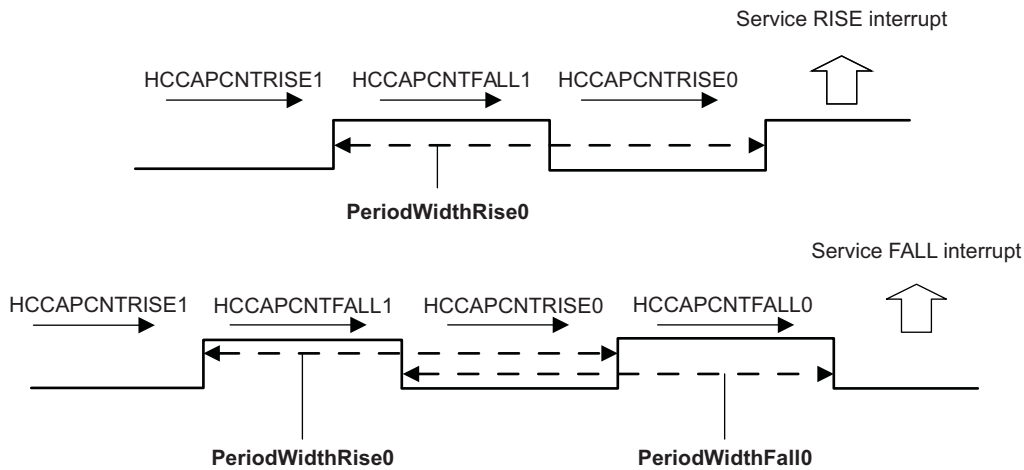 Service RISE interrupt
HCCAPCNTRISE1 HCCAPCNTFALL1 HCCAPCNTRISE0
PeriodWidthRise0
Service FALL interrupt
HCCAPCNTRISE1 HCCAPCNTFALL1 HCCAPCNTRISE0 HCCAPCNTFALL0
PeriodWidthRise0 PeriodWidthFall0